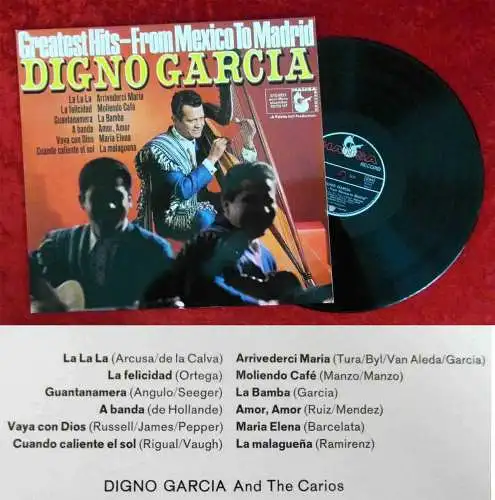 Greatest Hits–From Mexico To Madrid
DIGNO GARCIA
La La La Arrivederci Maria
La felicidad Moliendo Café
Guantanamera La Bamba
A banda Amor, Amor
Vaya con Dios Maria Elena
Cuando caliente el sol La malaguena
STEREO
La La La (Arcusa/de la Calva) Arrivederci Maria (Tura/Byl/Van Aleda/Garcia)
La felicidad (Ortega) Moliendo Café (Manzo/Manzo)
Guantanamera (Angulo/Seeger) La Bamba (Garcia)
A banda (de Hollande) Amor, Amor (Ruiz/Mendez)
Vaya con Dios (Russell/James/Pepper) Maria Elena (Barcelata)
Cuando caliente el sol (Rigual/Vaugh) La malagueña (Ramirenz)
DIGNO GARCIA And The Carios